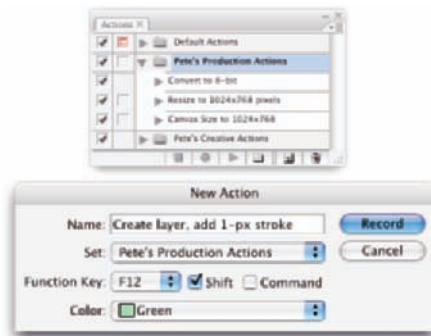 Actions ×
Default Actions
Pete's Production Actions
Convert to 8-bit
Resize to 1024x768 pixels
Canvas Size to 1024x768
Pete's Creative Actions
New Action
Name: Create layer, add 1-px stroke
Record
Set: Pete's Production Actions
Cancel
Function Key: F12 Shift Command
Color: Green